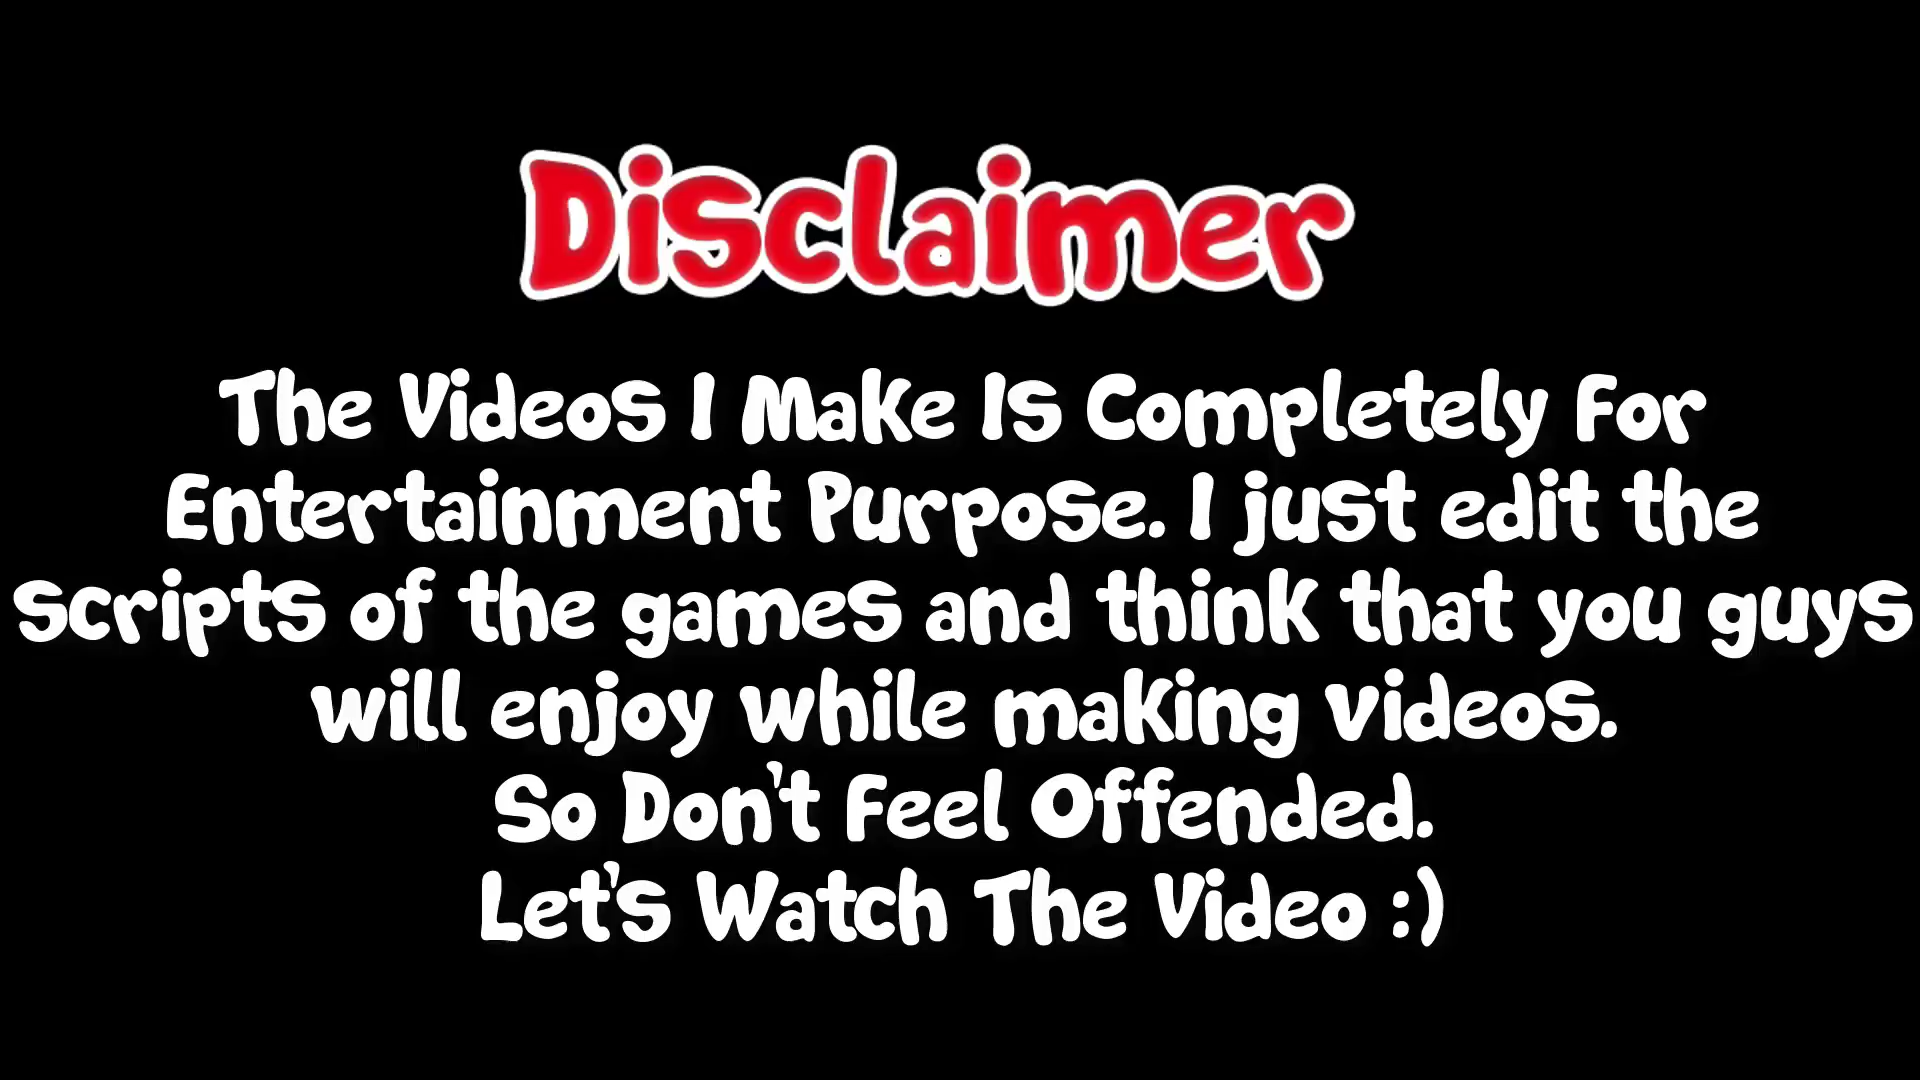 Disclaimer
The Videos I Make Is Completely For
Entertainment Purpose. I just edit the
scripts of the games and think that you guys
will enjoy while making videos.
So Don't Feel Offended.
Let's Watch The Video :)